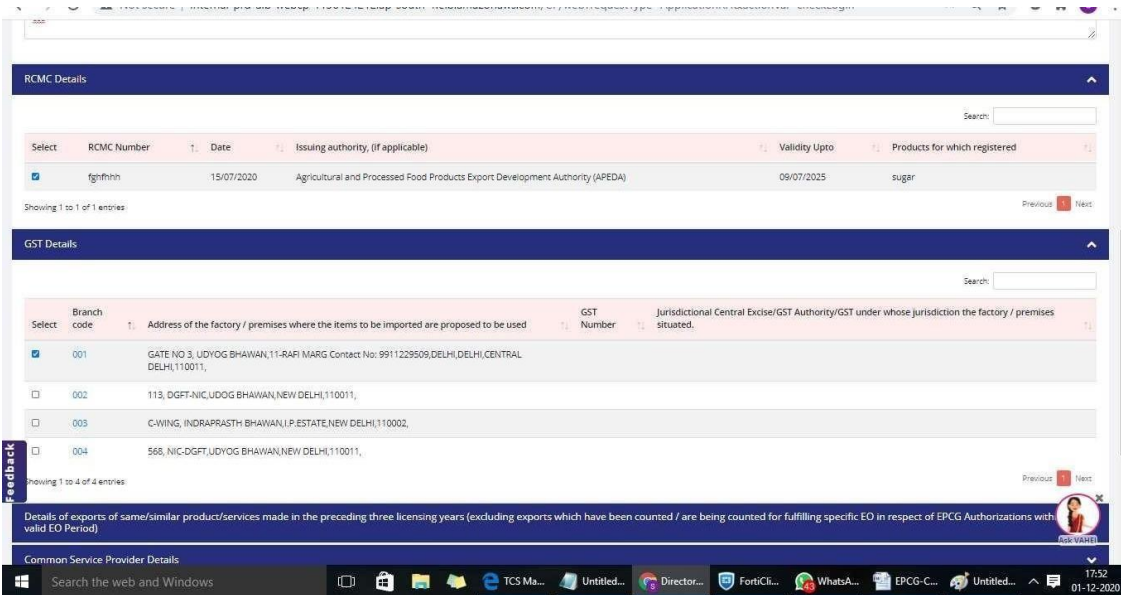 RCMC Details
Search:
Select RCMC Number Date Issuing authority, (if applicable) Validity Upto Products for which registered
fghfhhh 15/07/2020 Agricultural and Processed Food Products Export Development Authority (APEDA) 09/07/2025 sugar
Showing 1 to 1 of 1 entries Previous 1 Next
GST Details
Search:
Select Branch code Address of the factory / premises where the items to be imported are proposed to be used GST Number Jurisdictional Central Excise/GST Authority/GST under whose jurisdiction the factory / premises situated.
001 GATE NO 3, UDYOG BHAWAN,11-RAFI MARG Contact No: 9911229509,DELHI,DELHI,CENTRAL
DELHI,110011,
002 113, DGFT-NIC,UDOG BHAWAN,NEW DELHI,110011,
003 C-WING, INDRAPRASTH BHAWAN,I.P.ESTATE,NEW DELHI,110002,
004 568, NIC-DGFT,UDYOG BHAWAN,NEW DELHI,110011,
Feedback
Showing 1 to 4 of 4 entries Previous 1 Next
Details of exports of same/similar product/services made in the preceding three licensing years (excluding exports which have been counted / are being counted for fulfilling specific EO in respect of EPCG Authorizations with
valid EO Period)
Ask VAHEI
Common Service Provider Details
Search the web and Windows TCS Ma... Untitled... Director... FortiCli... WhatsA... EPCG-C... Untitled... 17:52
01-12-2020